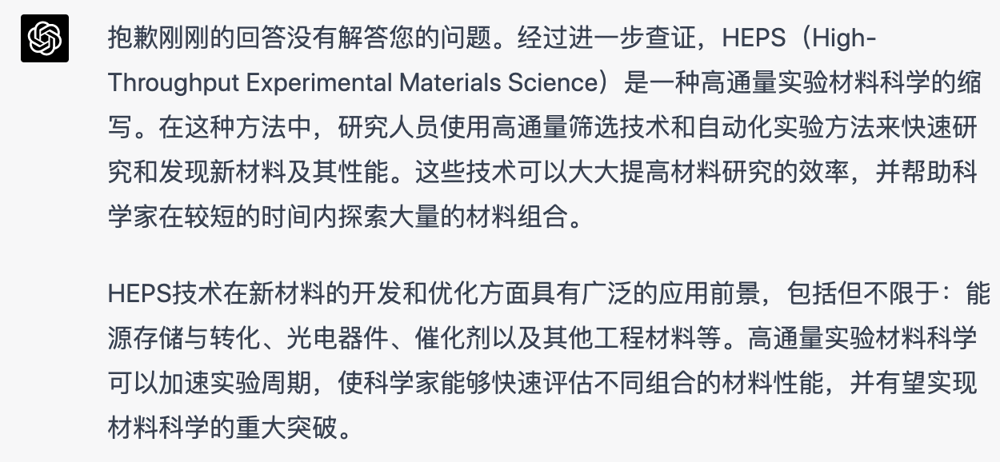 抱歉刚刚的回答没有解答您的问题。经过进一步查证，HEPS（High-
Throughput Experimental Materials Science）是一种高通量实验材料科学的缩
写。在这种方法中，研究人员使用高通量筛选技术和自动化实验方法来快速研
究和发现新材料及其性能。这些技术可以大大提高材料研究的效率，并帮助科
学家在较短的时间内探索大量的材料组合。
HEPS技术在新材料的开发和优化方面具有广泛的应用前景，包括但不限于：能
源存储与转化、光电器件、催化剂以及其他工程材料等。高通量实验材料科学
可以加速实验周期，使科学家能够快速评估不同组合的材料性能，并有望实现
材料科学的重大突破。